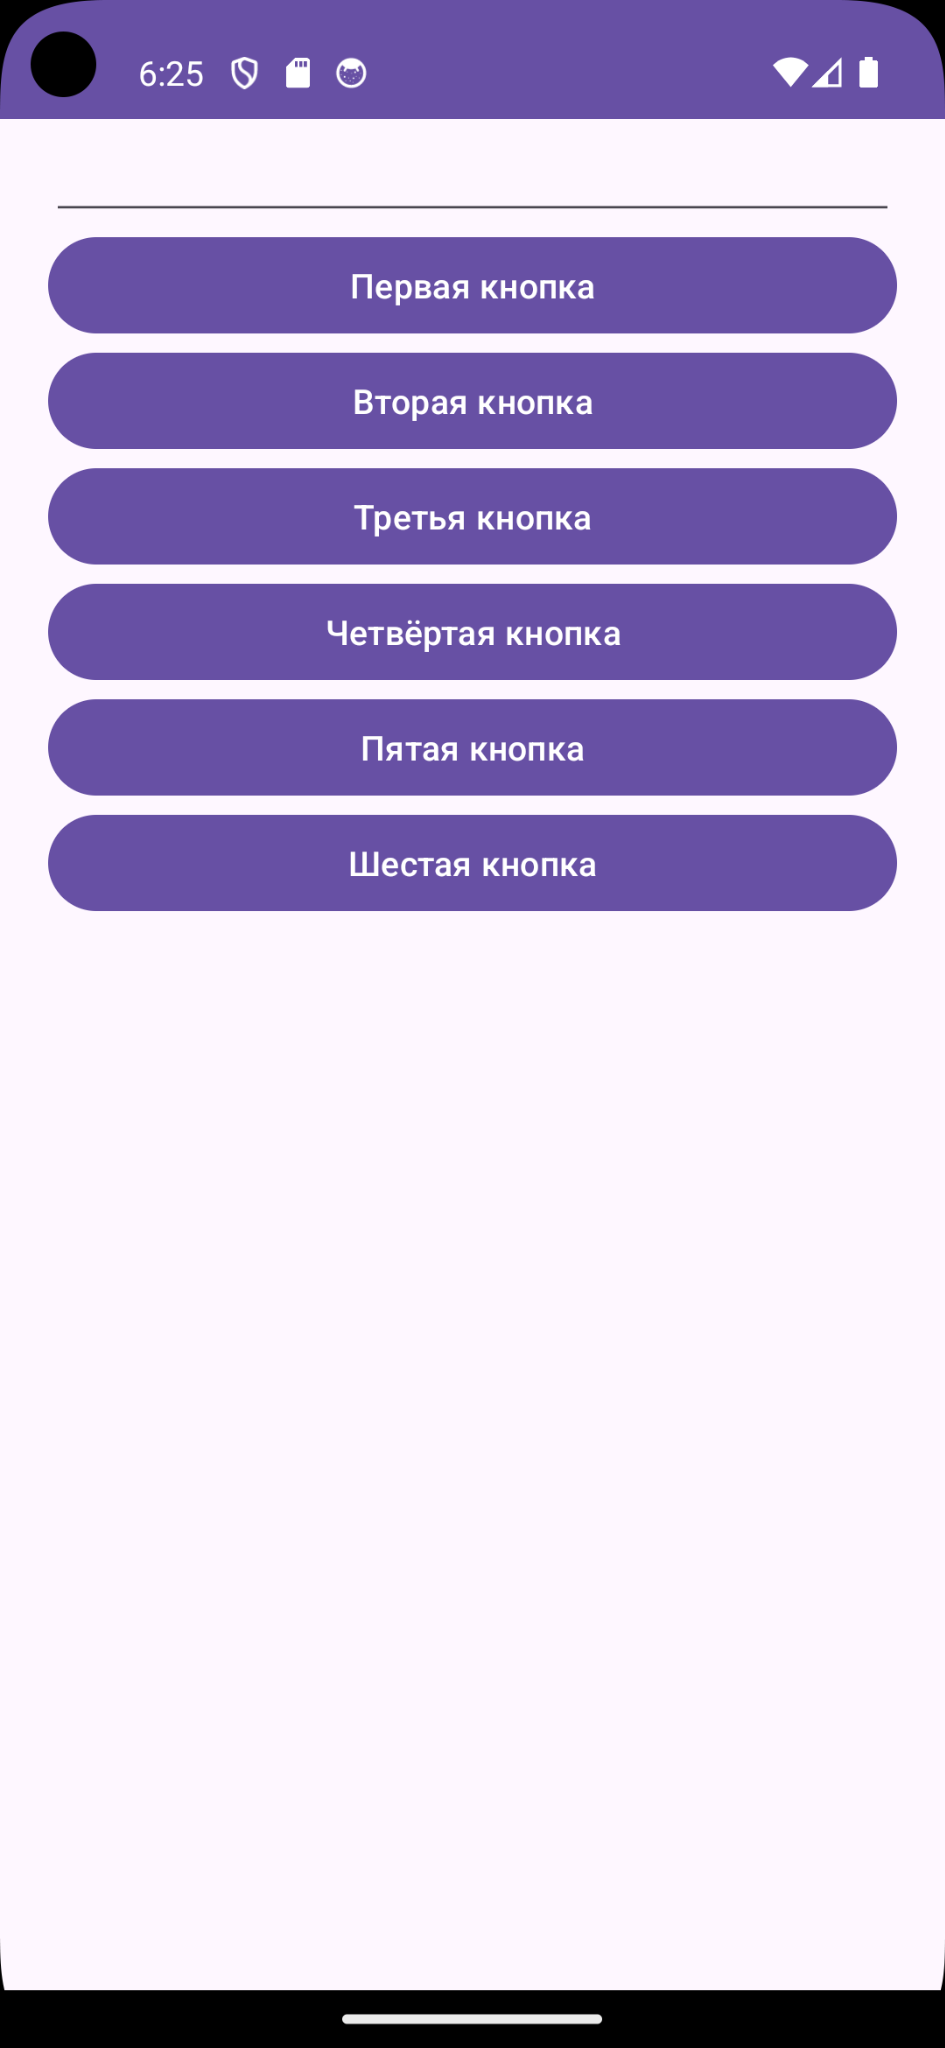 6:25
Первая кнопка
Вторая кнопка
Третья кнопка
Четвёртая кнопка
Пятая кнопка
Шестая кнопка